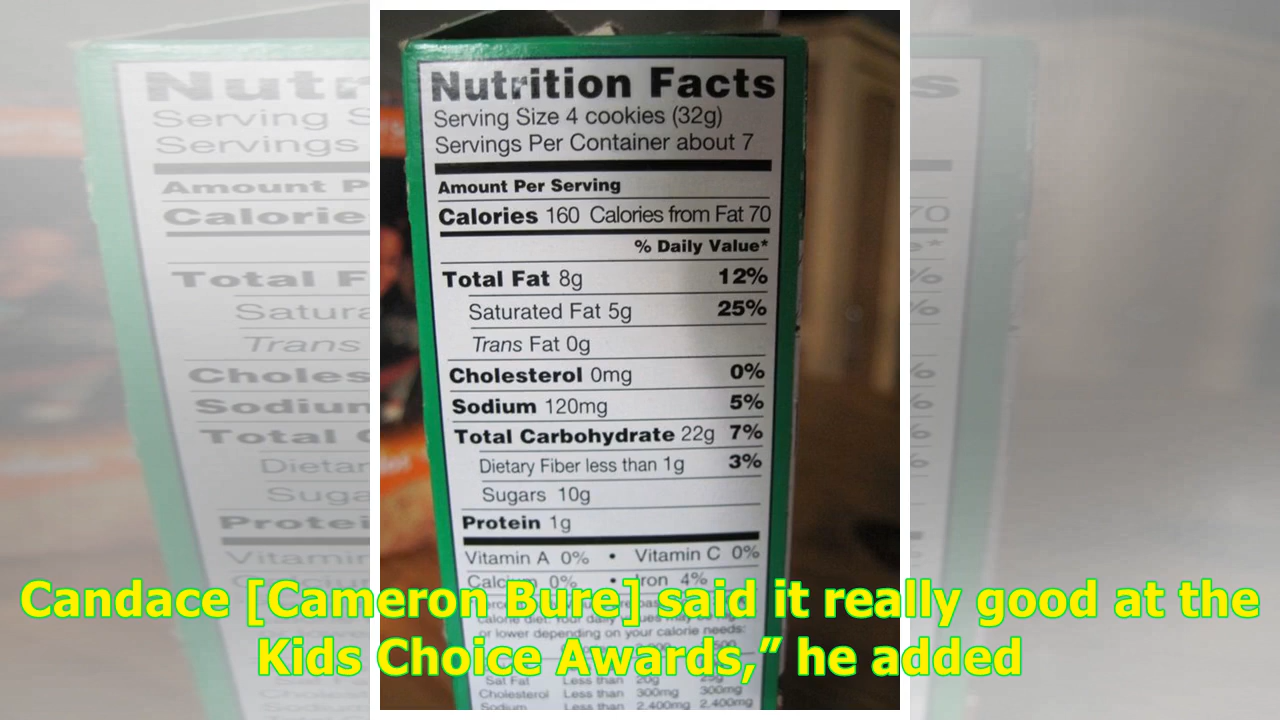 Nutrition Facts
Serving Size 4 cookies (32g)
Servings Per Container about 7
Amount Per Serving
Calories 160 Calories from Fat 70
% Daily Value*
Total Fat 8g 12%
Saturated Fat 5g 25%
Trans Fat 0g
Cholesterol 0mg 0%
Sodium 120mg 5%
Total Carbohydrate 22g 7%
Dietary Fiber less than 1g 3%
Sugars 10g
Protein 1g
Vitamin A 0% • Vitamin C 0%
Calcium 0% • Iron 4%
Candace [Cameron Bure] said it really good at the
calorie diet. Your daily
or lower depending on your calorie needs:
Kids Choice Awards,” he added
Sat Fat Less than 20g 25g
Cholesterol Less than 300mg 300mg
Sodium Less than 2,400mg 2,400mg